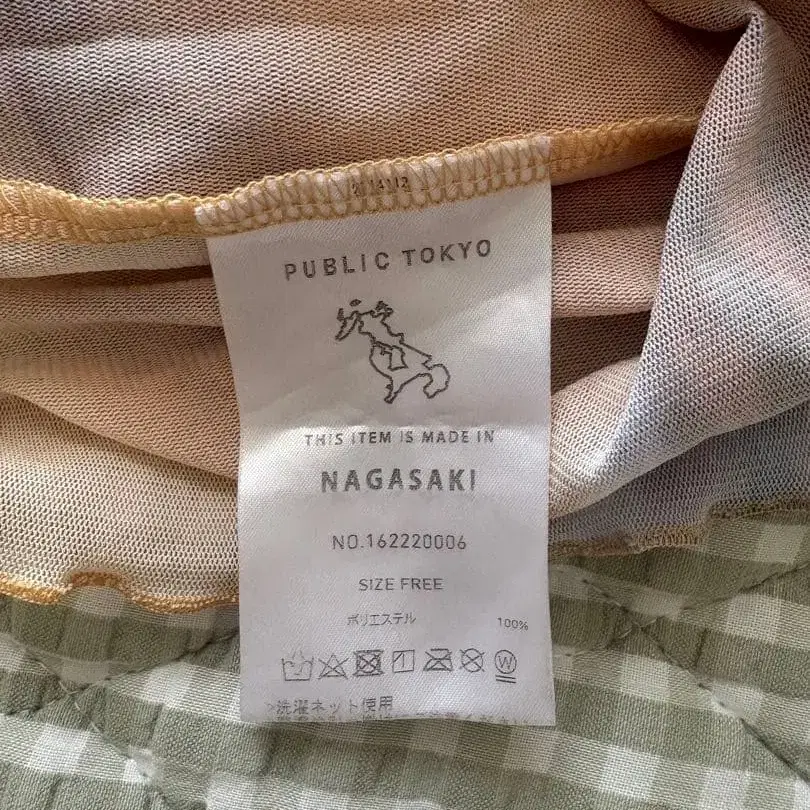 PUBLIC TOKYO
THIS ITEM IS MADE IN
NAGASAKI
NO.162220006
SIZE FREE
ポリエステル 100%
W
>洗濯ネット使用